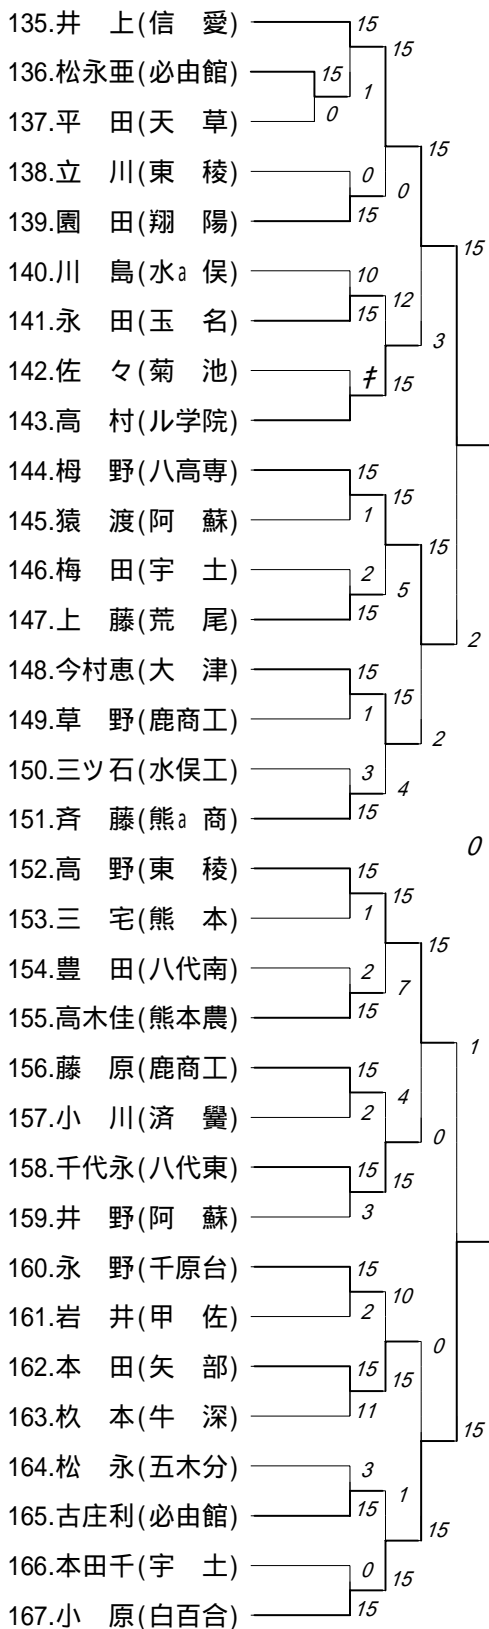 135.井　上(信　愛)
15
15
136.松永亜(必由館)
15
1
137.平　田(天　草)
0
15
138.立　川(東　稜)
0
0
139.園　田(翔　陽)
15
15
140.川　島(水a 俣)
10
12
141.永　田(玉　名)
15
3
142.佐　々(菊　池)
キ
15
143.高　村(ル学院)
144.栂　野(八高専)
15
15
145.猿　渡(阿　蘇)
1
15
146.梅　田(宇　土)
2
5
147.上　藤(荒　尾)
15
2
148.今村恵(大　津)
15
15
149.草　野(鹿商工)
1
2
150.三ツ石(水俣工)
3
4
151.斉　藤(熊a 商)
15
0
152.高　野(東　稜)
15
15
153.三　宅(熊　本)
1
15
154.豊　田(八代南)
2
7
155.高木佳(熊本農)
15
1
156.藤　原(鹿商工)
15
4
157.小　川(済　黌)
2
0
158.千代永(八代東)
15
15
159.井　野(阿　蘇)
3
160.永　野(千原台)
15
10
161.岩　井(甲　佐)
2
0
162.本　田(矢　部)
15
15
163.杦　本(牛　深)
11
15
164.松　永(五木分)
3
1
165.古庄利(必由館)
15
15
166.本田千(宇　土)
0
15
167.小　原(白百合)
15